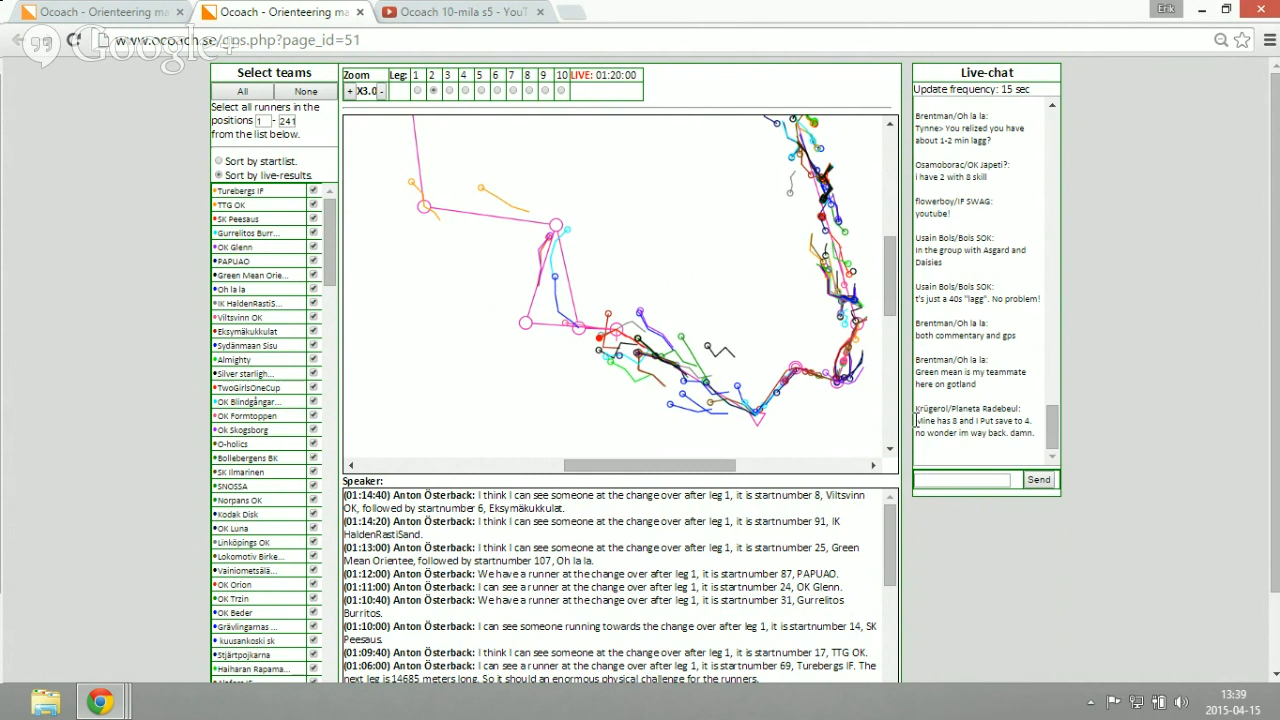 Ocoach - Orienteering ma
Ocoach - Orienteering ma
Ocoach 10-mila s5 - YouT
Erik
www.ocoach.se/gps.php?page_id=51
Google+
Select teams
All
None
Select all runners in the
positions 1 - 241
from the list below.
Sort by startlist.
Sort by live-results.
Turebergs IF
TTG OK
SK Peesaus
Gurrelitos Burr...
OK Glenn
PAPUAO
Green Mean Orie...
Oh la la
IK HaldenRastiS...
Viltsvinn OK
Eksymäkukkulat
Sydänmaan Sisu
Almighty
Silver starligh...
TwoGirlsOneCup
OK Blindgångar...
OK Formtoppen
Ok Skogsborg
O-holics
Bollebergens BK
SK Ilmarinen
SNOSSA
Norpans OK
Kodak Disk
OK Luna
Linköpings OK
Lokomotiv Birke...
Vainiometsälä...
OK Orion
OK Trzin
OK Beder
Grävlingarnas ...
kuusankoski sk
Stjärtpojkarna
Haiharan Rapama...
Zoom
+ X3.0 -
Leg: 1 2 3 4 5 6 7 8 9 10 LIVE: 01:20:00
Speaker:
(01:14:40) Anton Österback: I think I can see someone at the change over after leg 1, it is startnumber 8, Viltsvinn
OK, followed by startnumber 6, Eksymäkukkulat.
(01:14:20) Anton Österback: I think I can see someone at the change over after leg 1, it is startnumber 91, IK
HaldenRastiSand.
(01:13:00) Anton Österback: I think I can see someone at the change over after leg 1, it is startnumber 25, Green
Mean Orientee, followed by startnumber 107, Oh la la.
(01:12:00) Anton Österback: We have a runner at the change over after leg 1, it is startnumber 87, PAPUAO.
(01:11:00) Anton Österback: I can see a runner at the change over after leg 1, it is startnumber 24, OK Glenn.
(01:10:40) Anton Österback: We have a runner at the change over after leg 1, it is startnumber 31, Gurrelitos
Burritos.
(01:10:00) Anton Österback: I can see someone running towards the change over after leg 1, it is startnumber 14, SK
Peesaus.
(01:09:40) Anton Österback: I can see someone at the change over after leg 1, it is startnumber 17, TTG OK.
(01:06:00) Anton Österback: I can see a runner at the change over after leg 1, it is startnumber 69, Turebergs IF. The
next leg is 14685 meters long. So it should an enormous physical challenge for the runners.
Live-chat
Update frequency: 15 sec
Brentman/Oh la la:
Tynne> You relized you have
about 1-2 min lagg?
Osamoborac/OK Japeti?:
i have 2 with 8 skill
flowerboy/IF SWAG:
youtube!
Usain Bols/Bols SOK:
In the group with Asgard and
Daisies
Usain Bols/Bols SOK:
t's just a 40s "lagg". No problem!
Brentman/Oh la la:
both commentary and gps
Brentman/Oh la la:
Green mean is my teammate
here on gotland
Krügerol/Planeta Radebeul:
Mine has 8 and I Put save to 4.
no wonder im way back. damn.
Send
13:39
2015-04-15